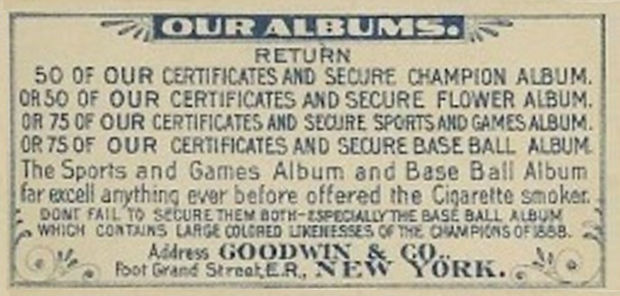 OUR ALBUMS.
RETURN
50 OF OUR CERTIFICATES AND SECURE CHAMPION ALBUM.
OR 50 OF OUR CERTIFICATES AND SECURE FLOWER ALBUM.
OR 75 OF OUR CERTIFICATES AND SECURE SPORTS AND GAMES ALBUM.
OR 75 OF OUR CERTIFICATES AND SECURE BASE BALL ALBUM.
The Sports and Games Album and Base Ball Album
far excell anything ever before offered the Cigarette smoker.
DONT FAIL TO SECURE THEM BOTH-ESPECIALLY THE BASE BALL ALBUM
WHICH CONTAINS LARGE COLORED LIKENESSES OF THE CHAMPIONS OF 1888.
Address GOODWIN & CO.,
Foot Grand Street, E.R., NEW YORK.